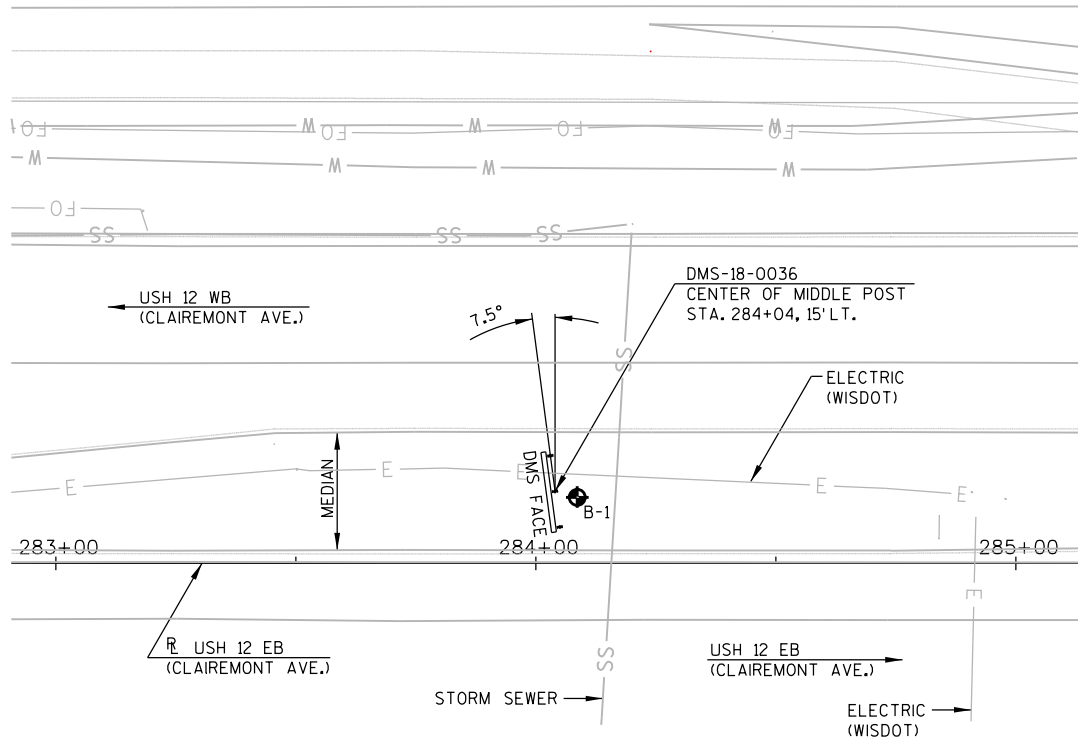 FO
W
FO
W
FO
W
FO
W
W
W
W
FO
SS
SS
SS
DMS-18-0036
CENTER OF MIDDLE POST
STA. 284+04, 15' LT.
USH 12 WB
(CLAIREMONT AVE.)
7.5°
SS
ELECTRIC
(WISDOT)
MEDIAN
DMS FACE
E
E
E
E
E
B-1
283+00
284+00
285+00
E
R/L USH 12 EB
(CLAIREMONT AVE.)
SS
USH 12 EB
(CLAIREMONT AVE.)
STORM SEWER
ELECTRIC
(WISDOT)